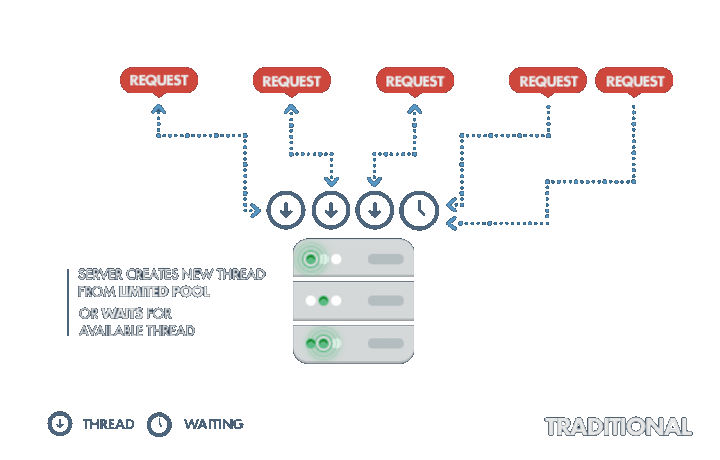 REQUEST REQUEST REQUEST REQUEST REQUEST
SERVER CREATES NEW THREAD
FROM LIMITED POOL
OR WAITS FOR
AVAILABLE THREAD
THREAD WAITING
TRADITIONAL